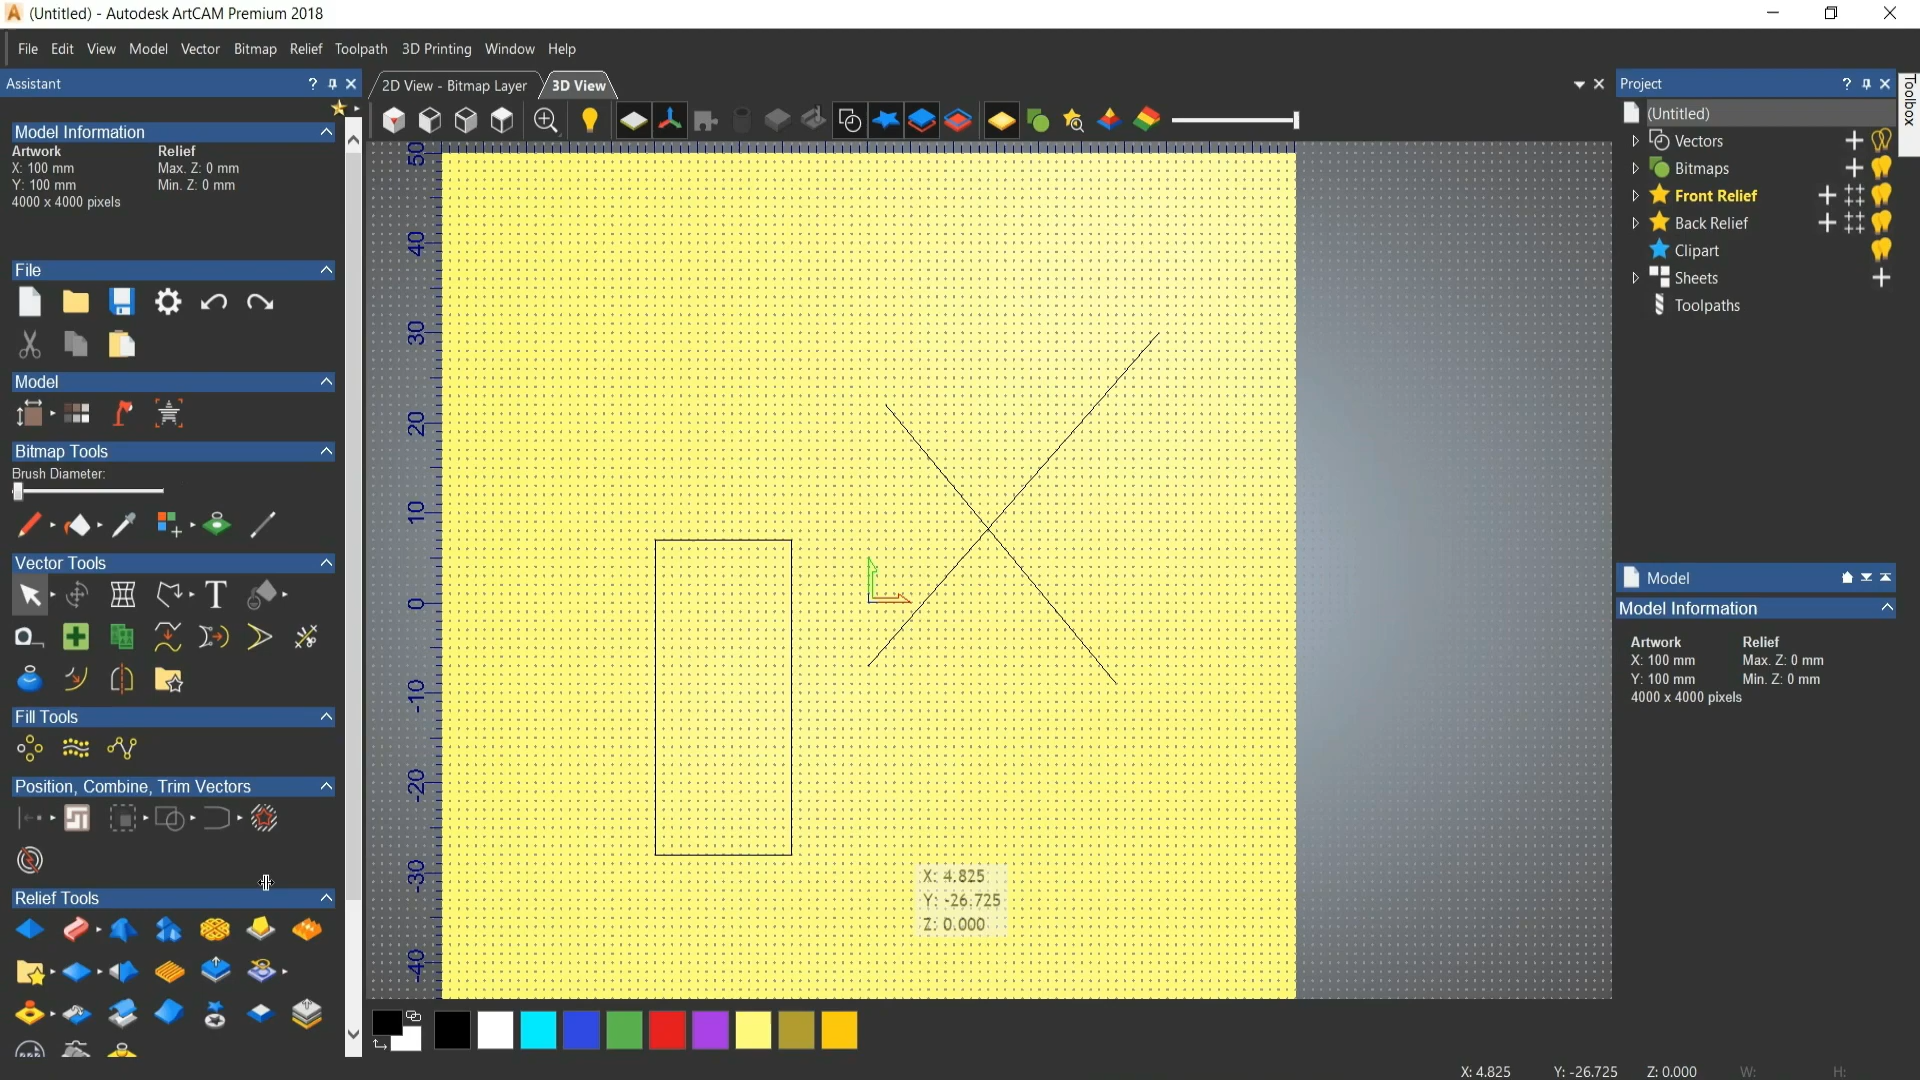 (Untitled) - Autodesk ArtCAM Premium 2018
File Edit View Model Vector Bitmap Relief Toolpath 3D Printing Window Help
Assistant
Model Information
Artwork Relief
X: 100 mm Max. Z: 0 mm
Y: 100 mm Min. Z: 0 mm
4000 x 4000 pixels
File
Model
Bitmap Tools
Brush Diameter:
Vector Tools
Fill Tools
Position, Combine, Trim Vectors
Relief Tools
2D View - Bitmap Layer 3D View
50
40
30
20
10
0
-10
-20
-30
-40
X: 4.825
Y: -26.725
Z: 0.000
Project
(Untitled)
Vectors
Bitmaps
Front Relief
Back Relief
Clipart
Sheets
Toolpaths
Toolbox
Model
Model Information
Artwork Relief
X: 100 mm Max. Z: 0 mm
Y: 100 mm Min. Z: 0 mm
4000 x 4000 pixels
X: 4.825 Y: -26.725 Z: 0.000 W: H: